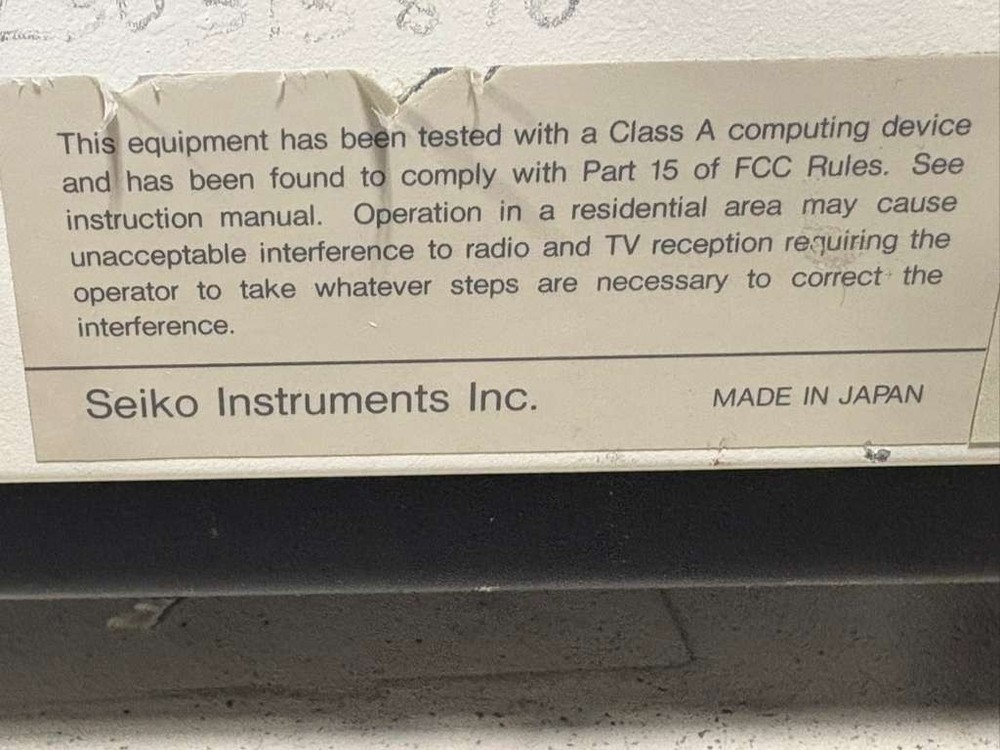 This equipment has been tested with a Class A computing device
and has been found to comply with Part 15 of FCC Rules. See
instruction manual. Operation in a residential area may cause
unacceptable interference to radio and TV reception requiring the
operator to take whatever steps are necessary to correct the
interference.
Seiko Instruments Inc. MADE IN JAPAN